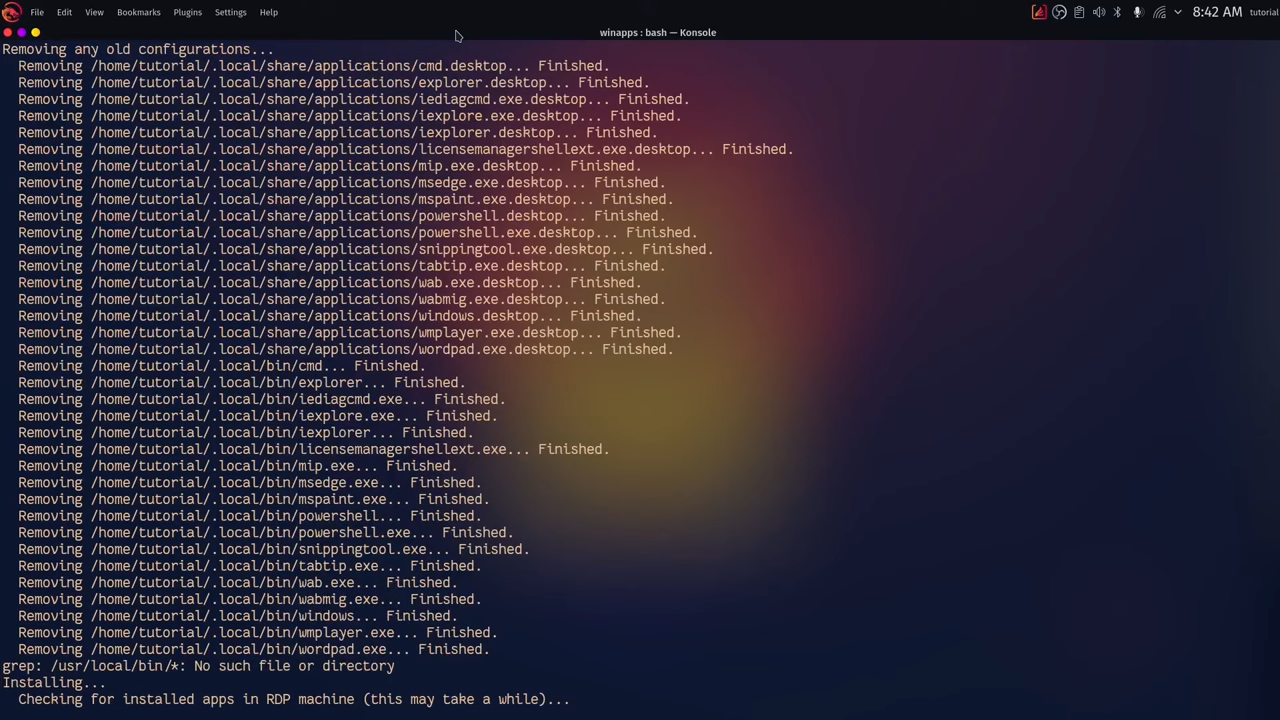 File Edit View Bookmarks Plugins Settings Help 8:42 AM tutorial
winapps : bash — Konsole
Removing any old configurations...
Removing /home/tutorial/.local/share/applications/cmd.desktop... Finished.
Removing /home/tutorial/.local/share/applications/explorer.desktop... Finished.
Removing /home/tutorial/.local/share/applications/iediagcmd.exe.desktop... Finished.
Removing /home/tutorial/.local/share/applications/iexplore.exe.desktop... Finished.
Removing /home/tutorial/.local/share/applications/iexplorer.desktop... Finished.
Removing /home/tutorial/.local/share/applications/licensemanagershellext.exe.desktop... Finished.
Removing /home/tutorial/.local/share/applications/mip.exe.desktop... Finished.
Removing /home/tutorial/.local/share/applications/msedge.exe.desktop... Finished.
Removing /home/tutorial/.local/share/applications/mspaint.exe.desktop... Finished.
Removing /home/tutorial/.local/share/applications/powershell.desktop... Finished.
Removing /home/tutorial/.local/share/applications/powershell.exe.desktop... Finished.
Removing /home/tutorial/.local/share/applications/snippingtool.exe.desktop... Finished.
Removing /home/tutorial/.local/share/applications/tabtip.exe.desktop... Finished.
Removing /home/tutorial/.local/share/applications/wab.exe.desktop... Finished.
Removing /home/tutorial/.local/share/applications/wabmig.exe.desktop... Finished.
Removing /home/tutorial/.local/share/applications/windows.desktop... Finished.
Removing /home/tutorial/.local/share/applications/wmplayer.exe.desktop... Finished.
Removing /home/tutorial/.local/share/applications/wordpad.exe.desktop... Finished.
Removing /home/tutorial/.local/bin/cmd... Finished.
Removing /home/tutorial/.local/bin/explorer... Finished.
Removing /home/tutorial/.local/bin/iediagcmd.exe... Finished.
Removing /home/tutorial/.local/bin/iexplore.exe... Finished.
Removing /home/tutorial/.local/bin/iexplorer... Finished.
Removing /home/tutorial/.local/bin/licensemanagershellext.exe... Finished.
Removing /home/tutorial/.local/bin/mip.exe... Finished.
Removing /home/tutorial/.local/bin/msedge.exe... Finished.
Removing /home/tutorial/.local/bin/mspaint.exe... Finished.
Removing /home/tutorial/.local/bin/powershell... Finished.
Removing /home/tutorial/.local/bin/powershell.exe... Finished.
Removing /home/tutorial/.local/bin/snippingtool.exe... Finished.
Removing /home/tutorial/.local/bin/tabtip.exe... Finished.
Removing /home/tutorial/.local/bin/wab.exe... Finished.
Removing /home/tutorial/.local/bin/wabmig.exe... Finished.
Removing /home/tutorial/.local/bin/windows... Finished.
Removing /home/tutorial/.local/bin/wmplayer.exe... Finished.
Removing /home/tutorial/.local/bin/wordpad.exe... Finished.
grep: /usr/local/bin/*: No such file or directory
Installing...
Checking for installed apps in RDP machine (this may take a while)...